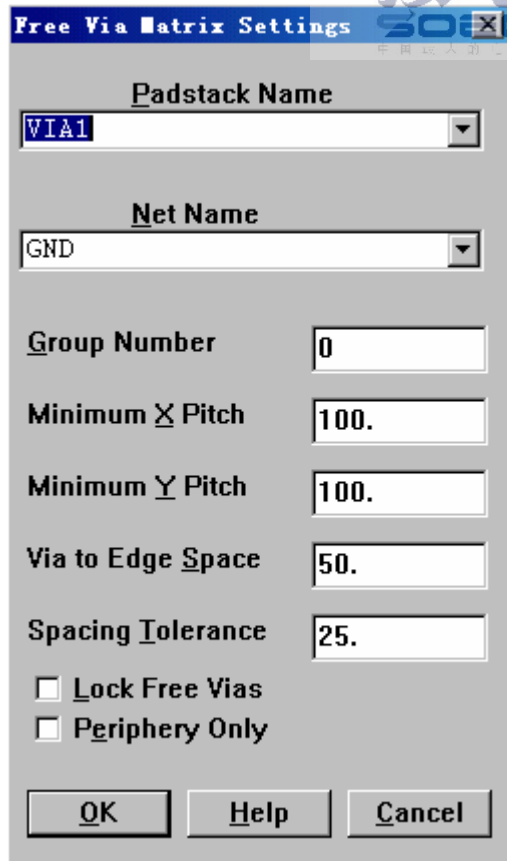 Free Via Matrix Settings
Padstack Name
VIA1
Net Name
GND
Group Number
0
Minimum X Pitch
100.
Minimum Y Pitch
100.
Via to Edge Space
50.
Spacing Tolerance
25.
Lock Free Vias
Periphery Only
OK
Help
Cancel